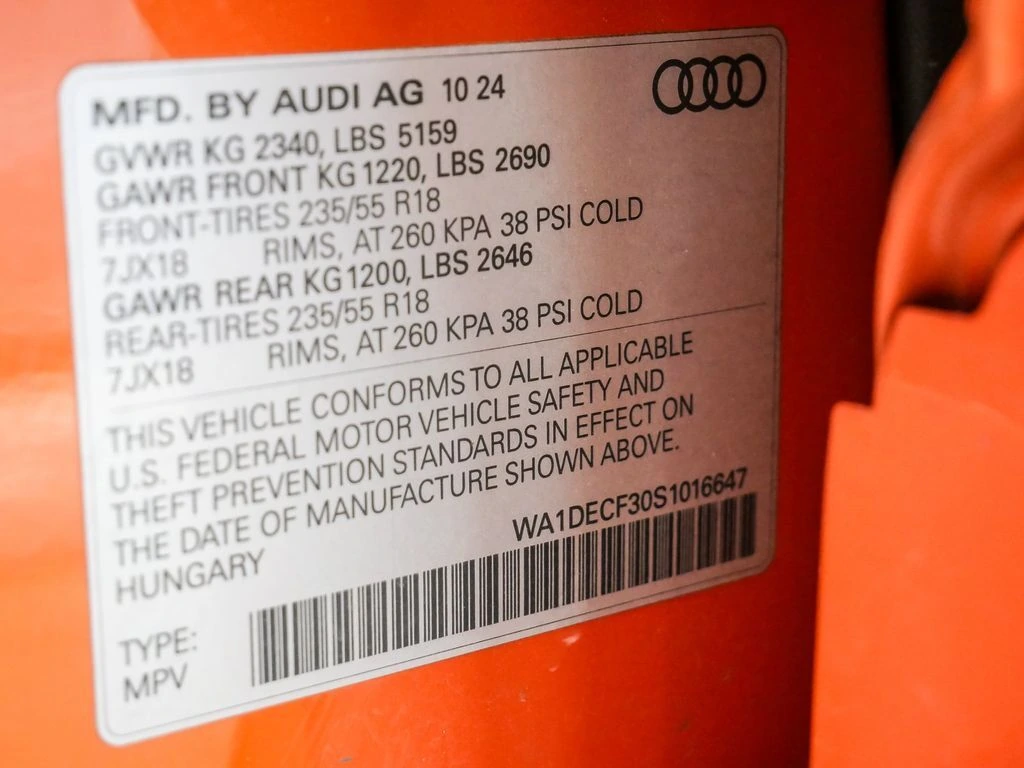 MFD. BY AUDI AG 10 24
GVWR KG 2340, LBS 5159
GAWR FRONT KG 1220, LBS 2690
FRONT-TIRES 235/55 R18
7JX18 RIMS, AT 260 KPA 38 PSI COLD
GAWR REAR KG 1200, LBS 2646
REAR-TIRES 235/55 R18
7JX18 RIMS, AT 260 KPA 38 PSI COLD
THIS VEHICLE CONFORMS TO ALL APPLICABLE
U.S. FEDERAL MOTOR VEHICLE SAFETY AND
THEFT PREVENTION STANDARDS IN EFFECT ON
THE DATE OF MANUFACTURE SHOWN ABOVE.
HUNGARY WA1DECF30S1016647
TYPE:
MPV